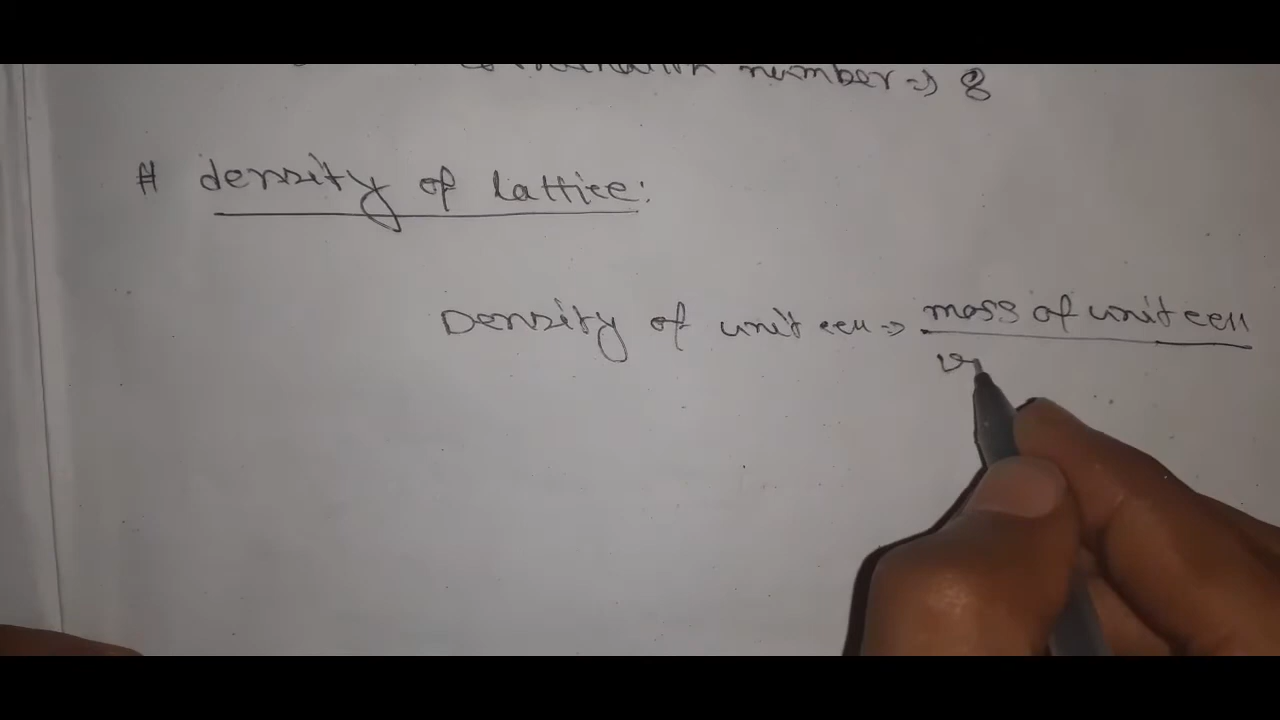 number => 8
# density of Lattice:
Density of unit cell => mass of unit cell
v